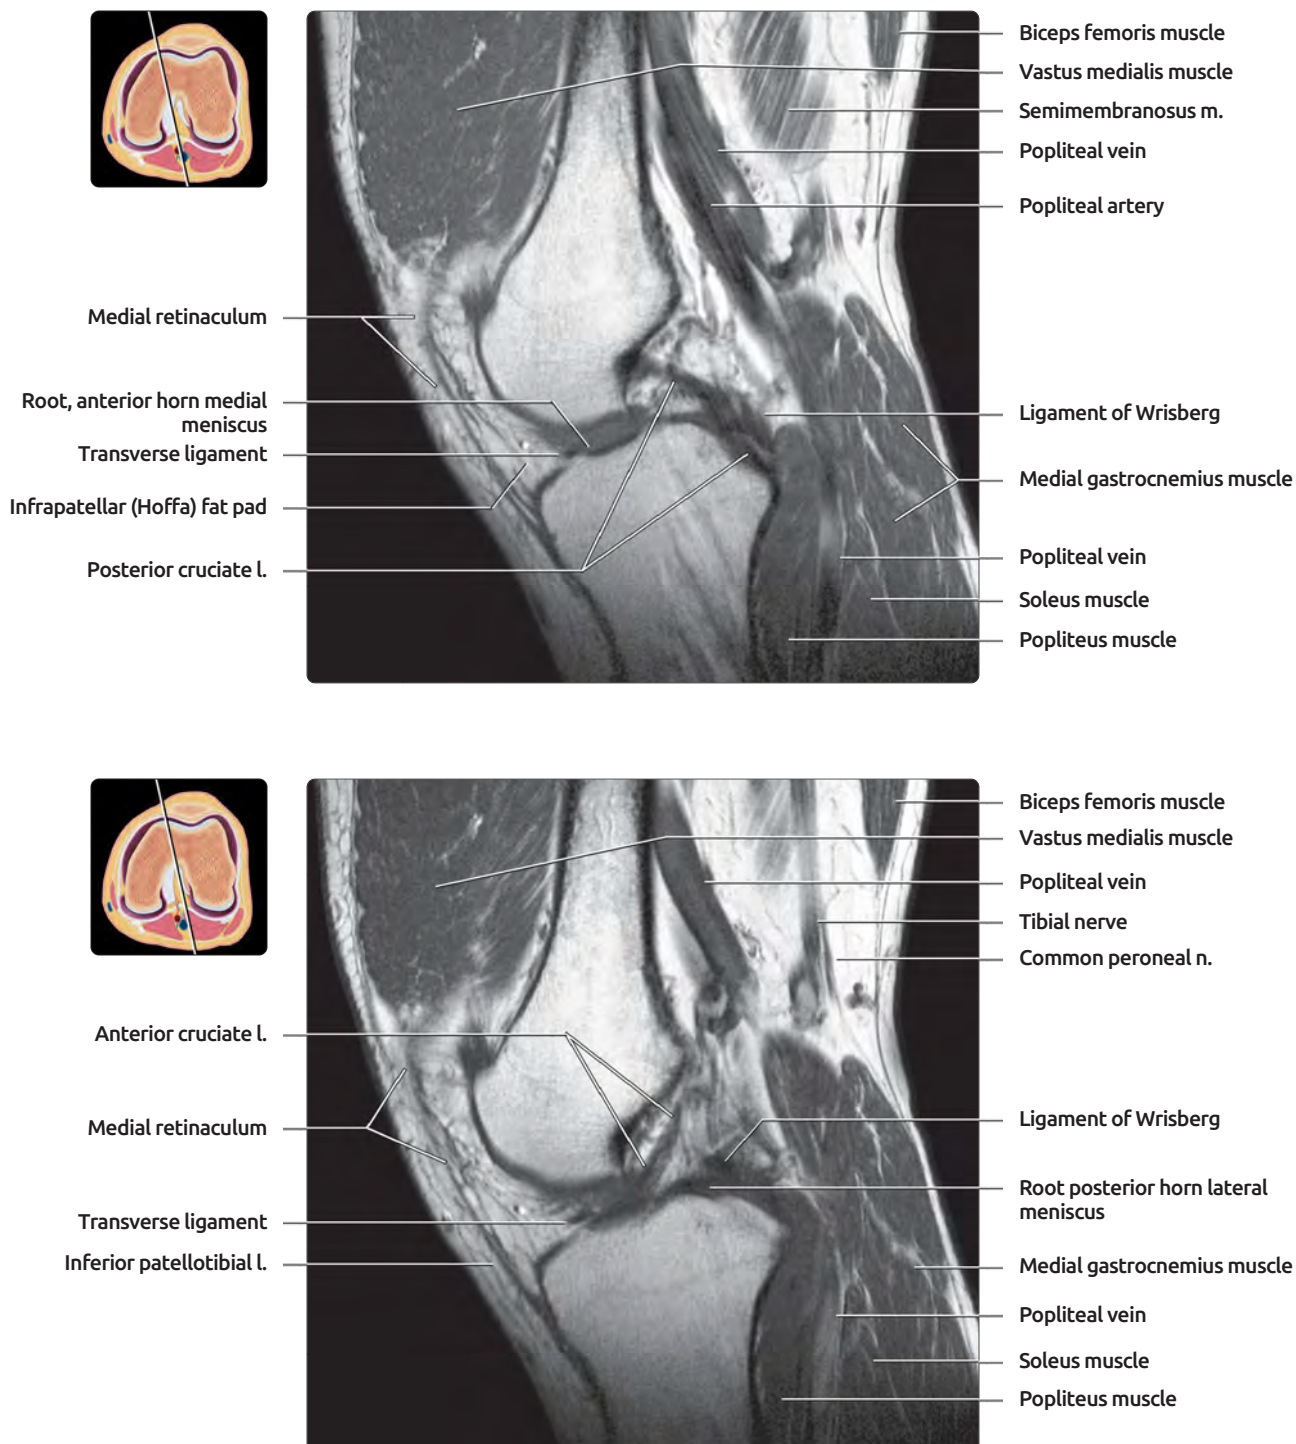 Biceps femoris muscle
Vastus medialis muscle
Semimembranosus m.
Popliteal vein
Popliteal artery
Medial retinaculum
Root, anterior horn medial
meniscus
Transverse ligament
Infrapatellar (Hoffa) fat pad
Posterior cruciate l.
Ligament of Wrisberg
Medial gastrocnemius muscle
Popliteal vein
Soleus muscle
Popliteus muscle
Biceps femoris muscle
Vastus medialis muscle
Popliteal vein
Tibial nerve
Common peroneal n.
Anterior cruciate l.
Medial retinaculum
Transverse ligament
Inferior patellotibial l.
Ligament of Wrisberg
Root posterior horn lateral
meniscus
Medial gastrocnemius muscle
Popliteal vein
Soleus muscle
Popliteus muscle